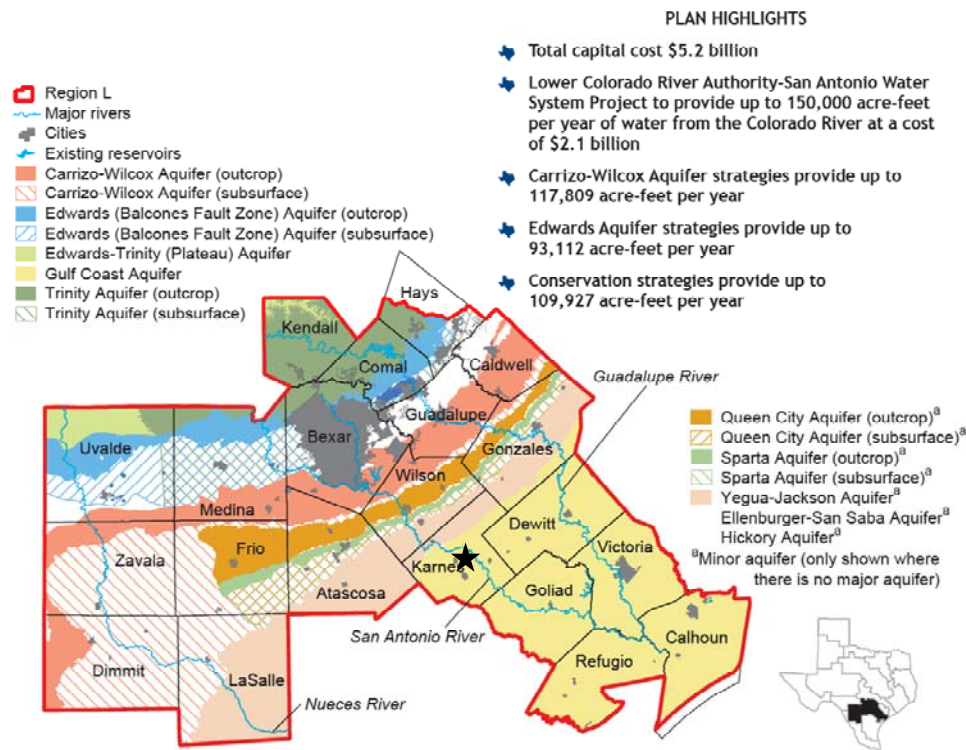 PLAN HIGHLIGHTS
Total capital cost $5.2 billion
Lower Colorado River Authority-San Antonio Water
System Project to provide up to 150,000 acre-feet
per year of water from the Colorado River at a cost
of $2.1 billion
Carrizo-Wilcox Aquifer strategies provide up to
117,809 acre-feet per year
Edwards Aquifer strategies provide up to
93,112 acre-feet per year
Conservation strategies provide up to
109,927 acre-feet per year
Region L
Major rivers
Cities
Existing reservoirs
Carrizo-Wilcox Aquifer (outcrop)
Carrizo-Wilcox Aquifer (subsurface)
Edwards (Balcones Fault Zone) Aquifer (outcrop)
Edwards (Balcones Fault Zone) Aquifer (subsurface)
Edwards-Trinity (Plateau) Aquifer
Gulf Coast Aquifer
Trinity Aquifer (outcrop)
Trinity Aquifer (subsurface)
Hays
Kendall
Comal
Caldwell
Guadalupe River
Guadalupe
Uvalde
Bexar
Gonzales
Wilson
Medina
Dewitt
Zavala
Frio
Victoria
Karnes
Atascosa
Goliad
San Antonio River
Calhoun
Refugio
Dimmit
LaSalle
Nueces River
Queen City Aquifer (outcrop)a
Queen City Aquifer (subsurface)a
Sparta Aquifer (outcrop)a
Sparta Aquifer (subsurface)a
Yegua-Jackson Aquifera
Ellenburger-San Saba Aquifera
Hickory Aquifera
aMinor aquifer (only shown where
there is no major aquifer)